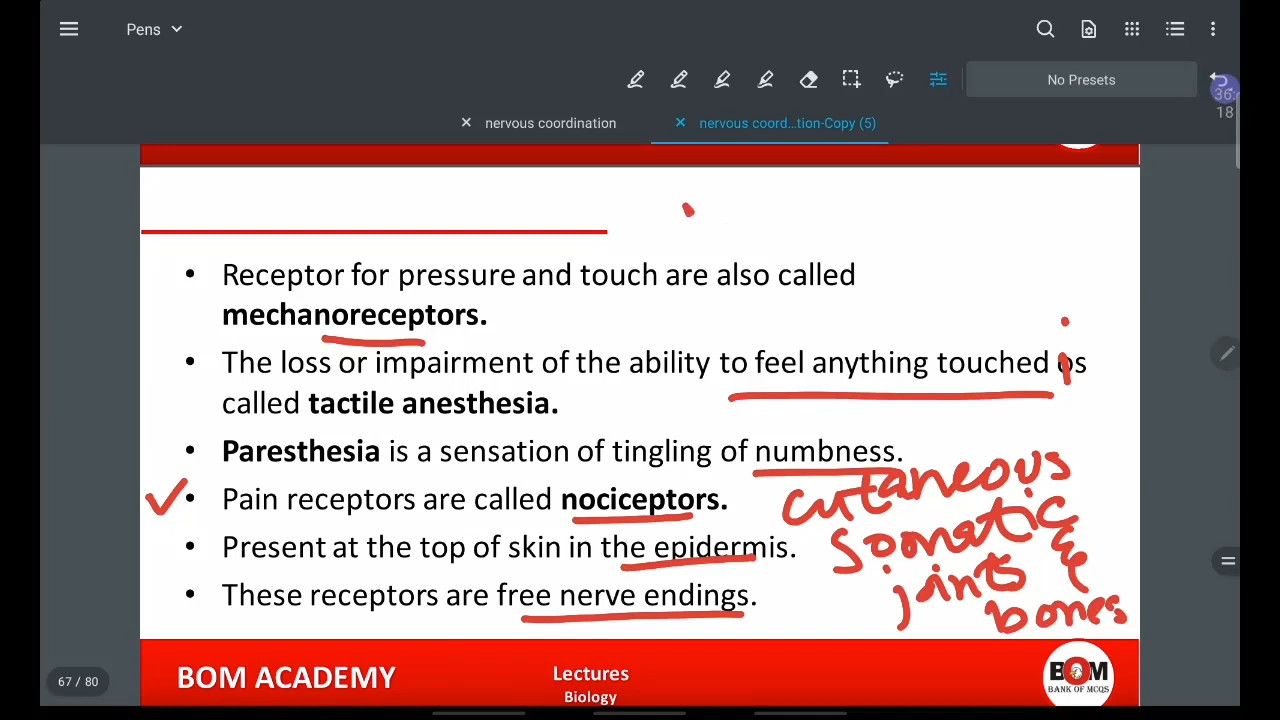 Pens
No Presets
36:
18
nervous coordination
nervous coord...tion-Copy (5)
• Receptor for pressure and touch are also called
mechanoreceptors.
• The loss or impairment of the ability to feel anything touched is
called tactile anesthesia.
• Paresthesia is a sensation of tingling of numbness.
• Pain receptors are called nociceptors.
cutaneous
• Present at the top of skin in the epidermis.
somatic
joints &
• These receptors are free nerve endings.
bones
BOM ACADEMY
Lectures
Biology
67 / 80
BOM
BANK OF MCQS